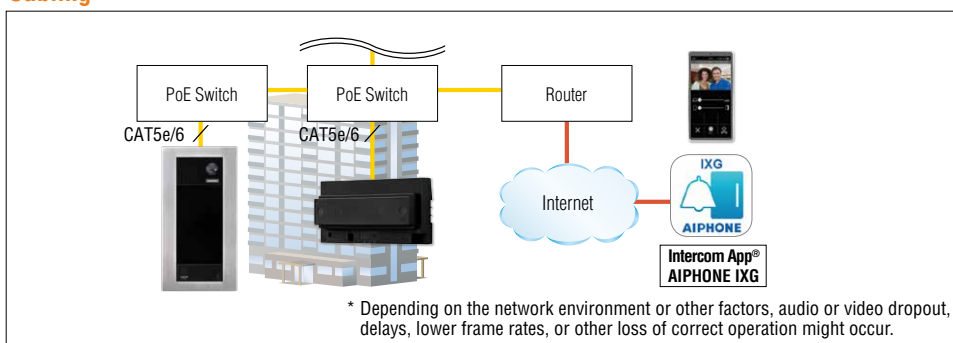 PoE Switch
PoE Switch
Router
CAT5e/6
CAT5e/6
Internet
IXG
AIPHONE
Intercom App®
AIPHONE IXG
* Depending on the network environment or other factors, audio or video dropout,
delays, lower frame rates, or other loss of correct operation might occur.